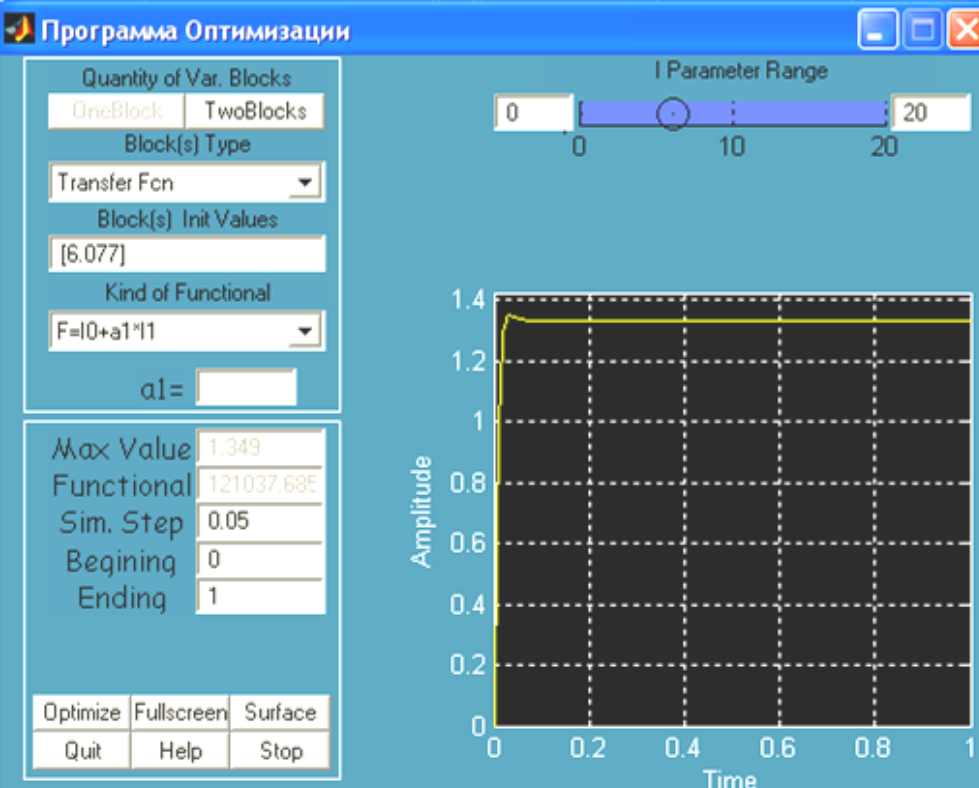 Программа Оптимизации
Quantity of Var. Blocks
OneBlock TwoBlocks
Block(s) Type
Transfer Fcn
Block(s) Init Values
[6.077]
Kind of Functional
F=I0+a1*I1
a1=
Max Value 1.349
Functional 121037.685
Sim. Step 0.05
Begining 0
Ending 1
Optimize Fullscreen Surface
Quit Help Stop
I Parameter Range
0 20
0 10 20
Amplitude
1.4
1.2
1
0.8
0.6
0.4
0.2
0
0 0.2 0.4 0.6 0.8 1
Time